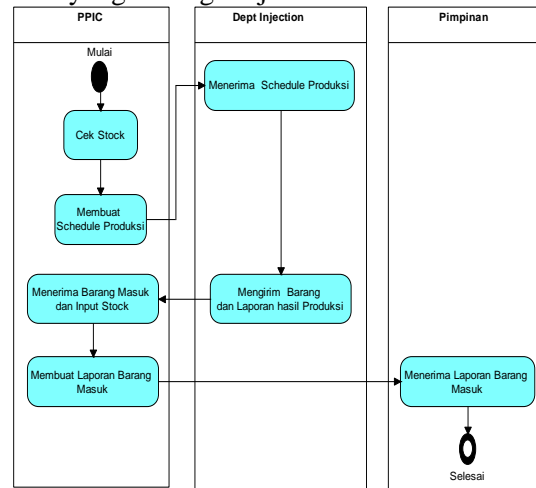 PPIC
Dept Injection
Pimpinan
Mulai
Menerima Schedule Produksi
Cek Stock
Membuat
Schedule Produksi
Menerima Barang Masuk
dan Input Stock
Mengirim Barang
dan Laporan hasil Produksi
Membuat Laporan Barang
Masuk
Menerima Laporan Barang
Masuk
Selesai